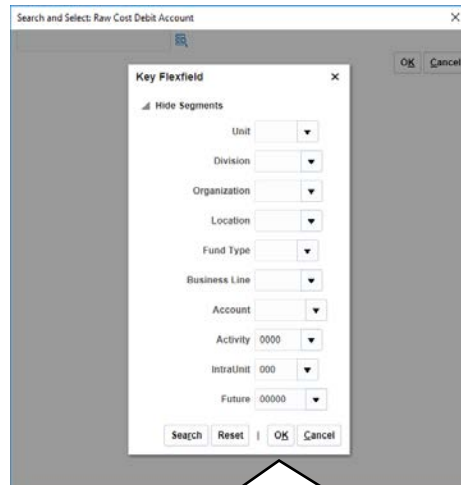 Search and Select: Raw Cost Debit Account
OK Cancel
Key Flexfield
Hide Segments
Unit
Division
Organization
Location
Fund Type
Business Line
Account
Activity 0000
IntraUnit 000
Future 00000
Search Reset | OK Cancel